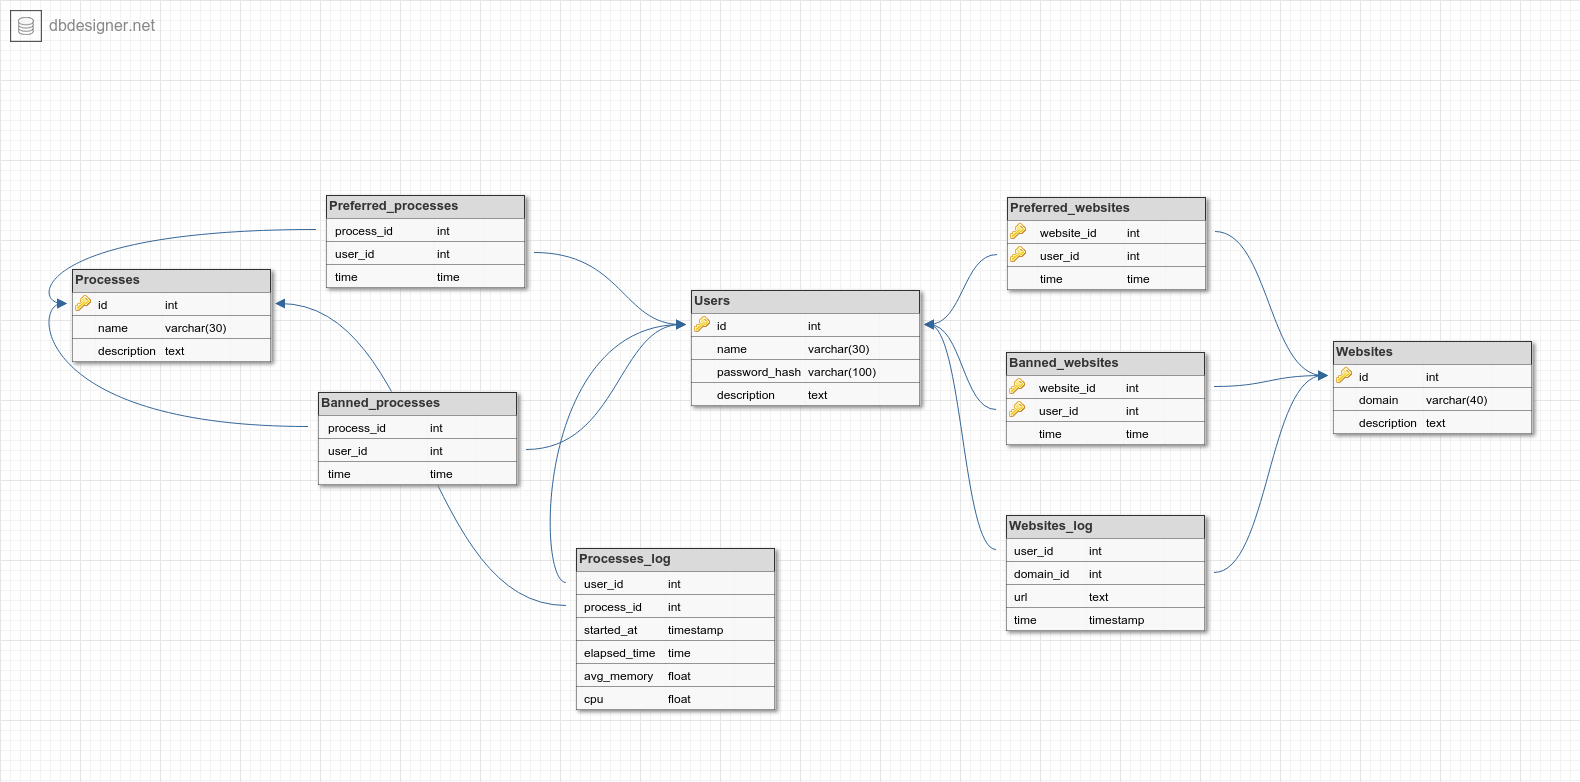 dbdesigner.net
Preferred_processes
process_id int
user_id int
time time
Processes
id int
name varchar(30)
description text
Banned_processes
process_id int
user_id int
time time
Processes_log
user_id int
process_id int
started_at timestamp
elapsed_time time
avg_memory float
cpu float
Users
id int
name varchar(30)
password_hash varchar(100)
description text
Preferred_websites
website_id int
user_id int
time time
Banned_websites
website_id int
user_id int
time time
Websites_log
user_id int
domain_id int
url text
time timestamp
Websites
id int
domain varchar(40)
description text